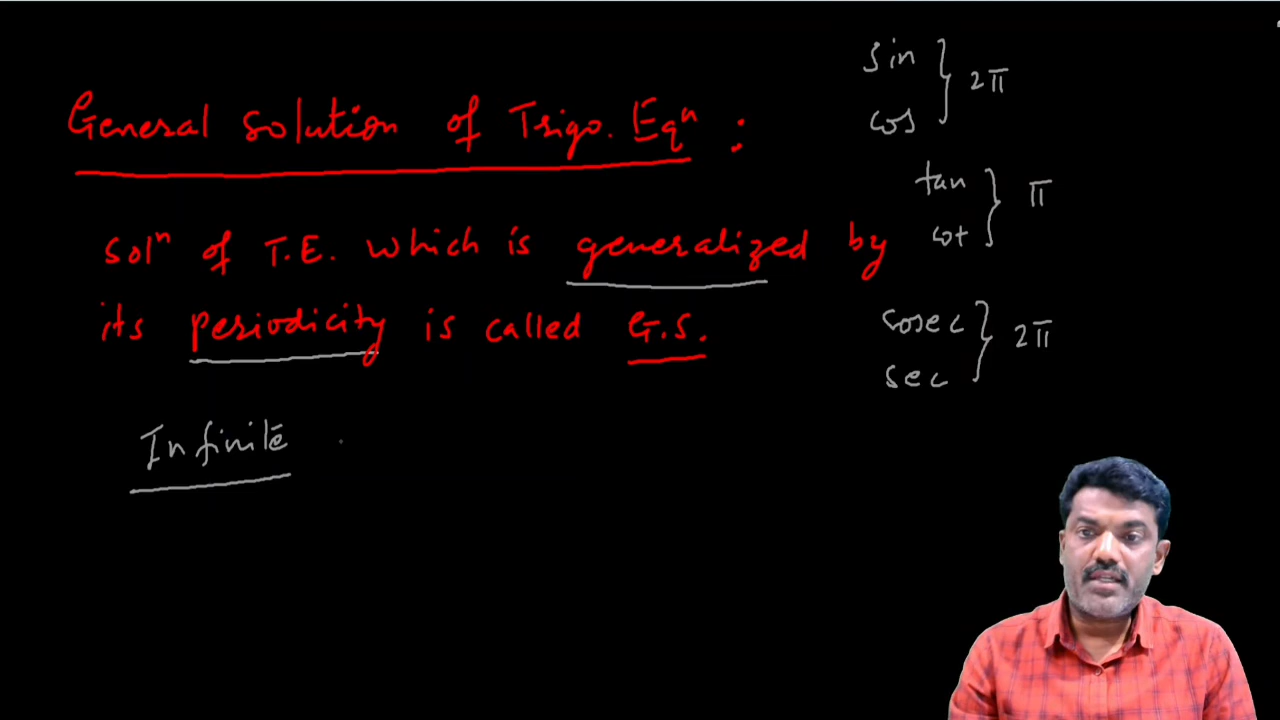 General solution of Trigo. Eqⁿ :
solⁿ of T.E. which is generalized by
its periodicity is called G.S.
Infinite
sin
cos } 2π
tan
cot } π
cosec
sec } 2π